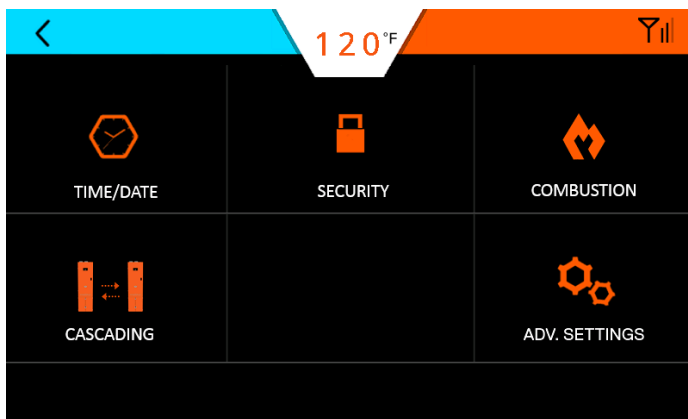 120°F
TIME/DATE
SECURITY
COMBUSTION
CASCADING
ADV. SETTINGS